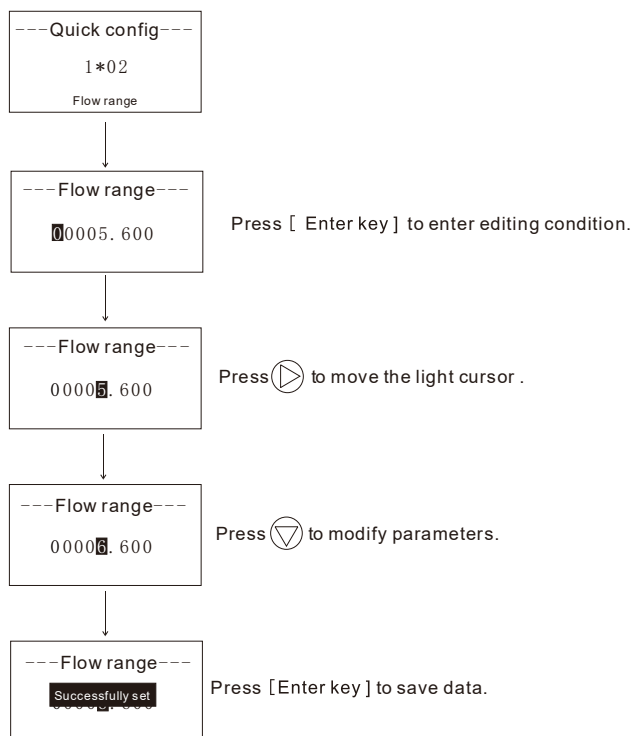 ---Quick config---
1*02
Flow range
---Flow range---
00005.600
Press [ Enter key ] to enter editing condition.
---Flow range---
00005.600
Press to move the light cursor .
---Flow range---
00006.600
Press to modify parameters.
---Flow range---
Successfully set
Press [Enter key ] to save data.